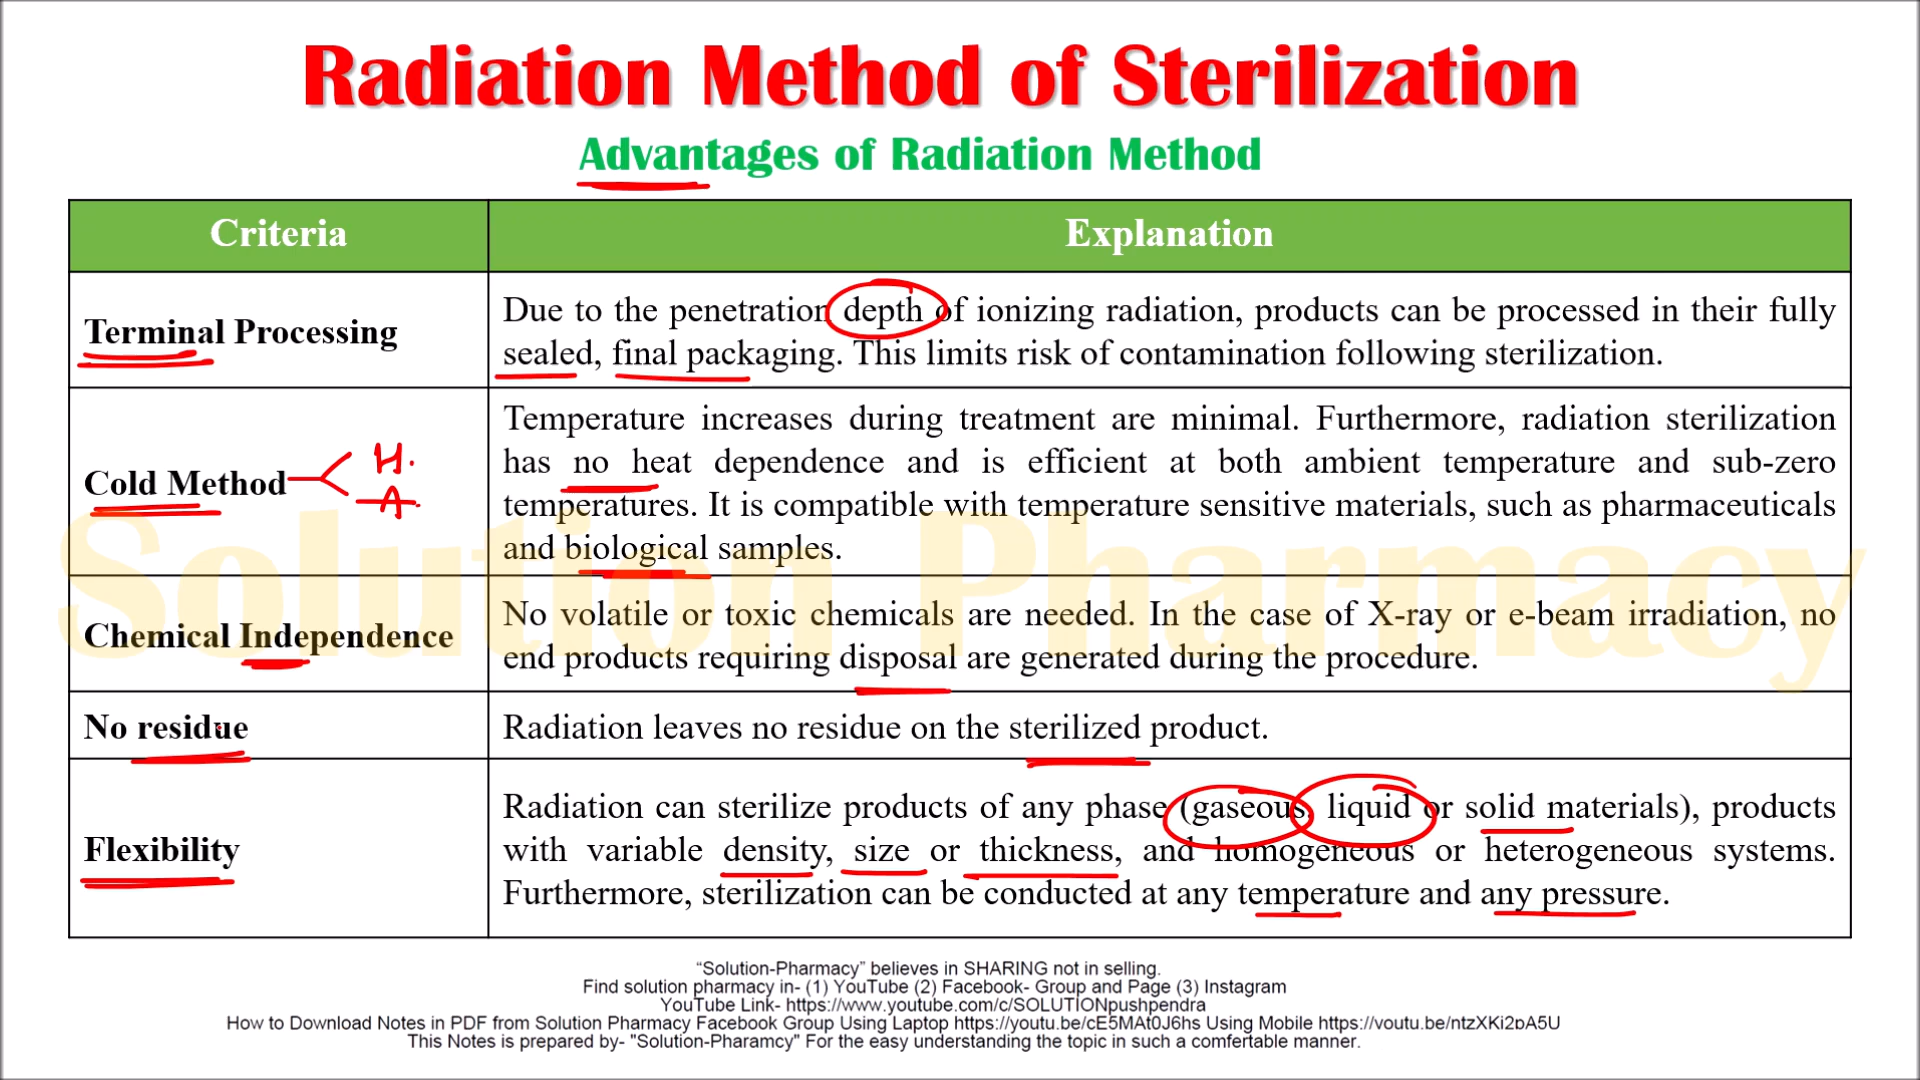 Radiation Method of Sterilization
Advantages of Radiation Method
Criteria
Explanation
Terminal Processing
Due to the penetration depth of ionizing radiation, products can be processed in their fully
sealed, final packaging. This limits risk of contamination following sterilization.
Cold Method
H.
A
Temperature increases during treatment are minimal. Furthermore, radiation sterilization
has no heat dependence and is efficient at both ambient temperature and sub-zero
temperatures. It is compatible with temperature sensitive materials, such as pharmaceuticals
and biological samples.
Solution Pharmacy
Chemical Independence
No volatile or toxic chemicals are needed. In the case of X-ray or e-beam irradiation, no
end products requiring disposal are generated during the procedure.
No residue
Radiation leaves no residue on the sterilized product.
Flexibility
Radiation can sterilize products of any phase (gaseous, liquid or solid materials), products
with variable density, size or thickness, and homogeneous or heterogeneous systems.
Furthermore, sterilization can be conducted at any temperature and any pressure.
“Solution-Pharmacy” believes in SHARING not in selling.
Find solution pharmacy in- (1) YouTube (2) Facebook- Group and Page (3) Instagram
YouTube Link- https://www.youtube.com/c/SOLUTIONpushpendra
How to Download Notes in PDF from Solution Pharmacy Facebook Group Using Laptop https://youtu.be/cE5MAt0J6hs Using Mobile https://youtu.be/ntzXKi2bA5U
This Notes is prepared by- "Solution-Pharamcy" For the easy understanding the topic in such a comfertable manner.